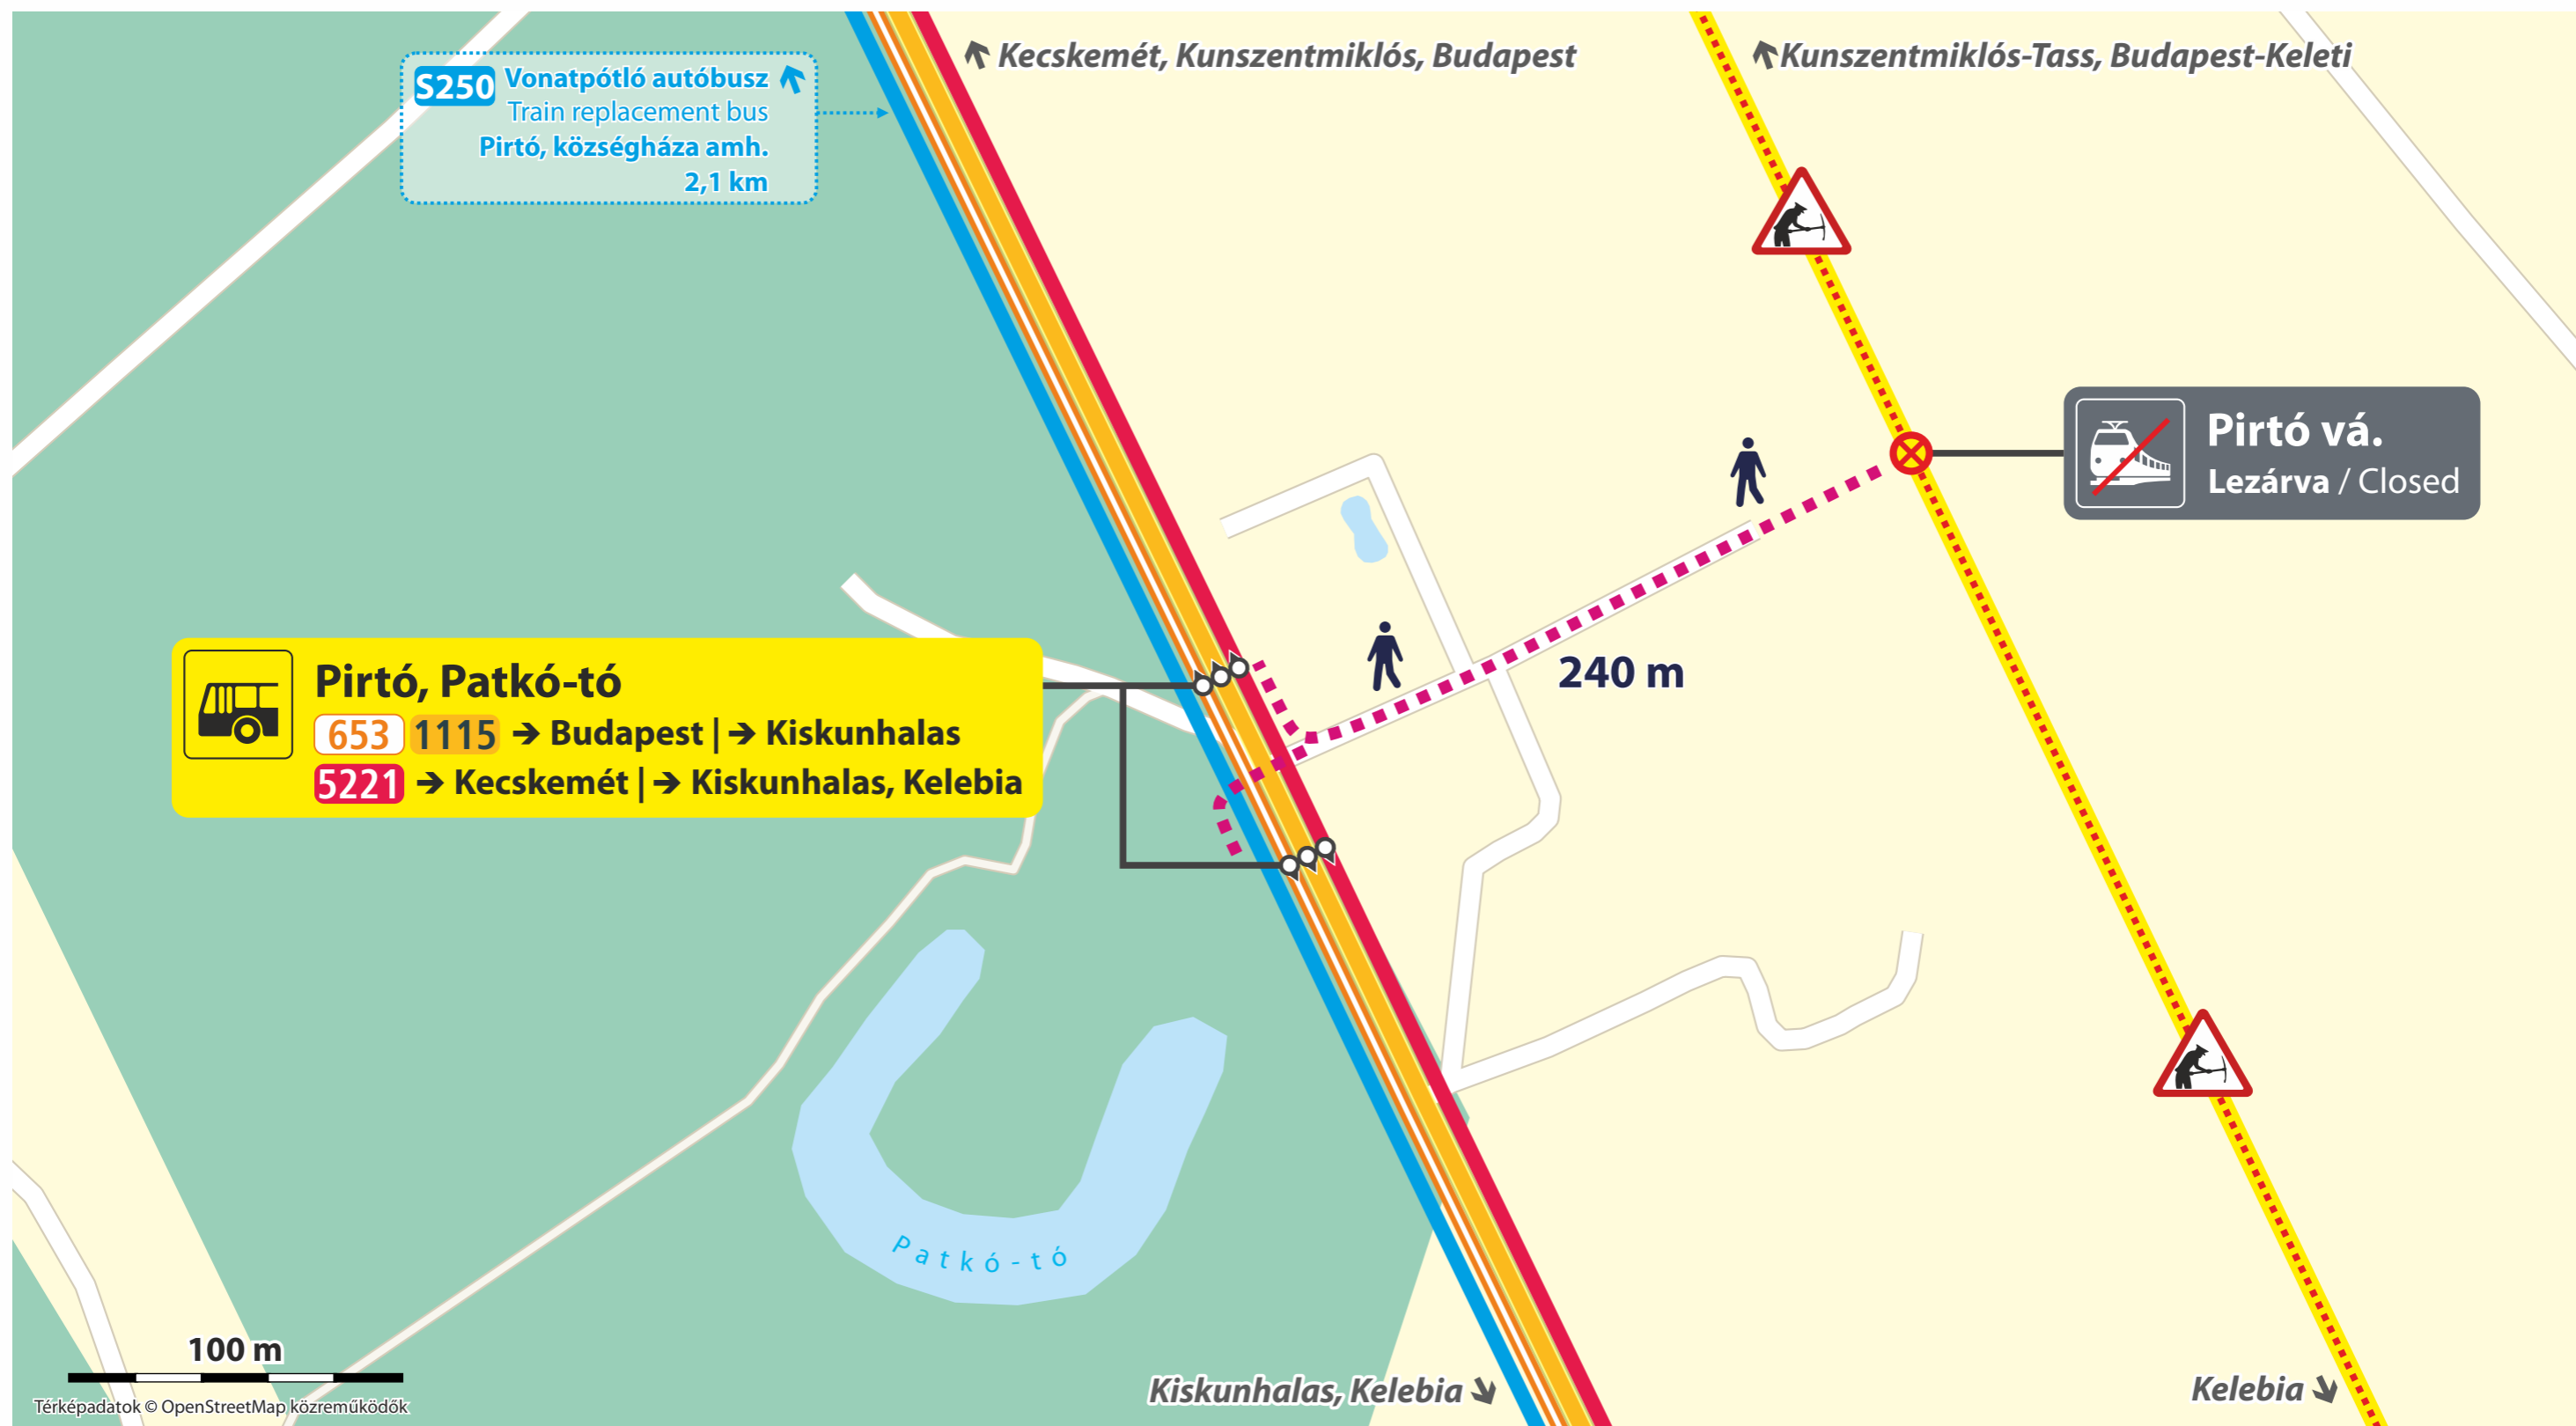 Kecskemét, Kunszentmiklós, Budapest
Kunszentmiklós-Tass, Budapest-Keleti
S250 Vonatpótló autóbusz
Train replacement bus
Pirtó, községháza amh.
2,1 km
Pirtó vá.
Lezárva / Closed
240 m
Pirtó, Patkó-tó
653 1115 → Budapest | → Kiskunhalas
5221 → Kecskemét | → Kiskunhalas, Kelebia
Patkó-tó
100 m
Térképadatok © OpenStreetMap közreműködők
Kiskunhalas, Kelebia
Kelebia